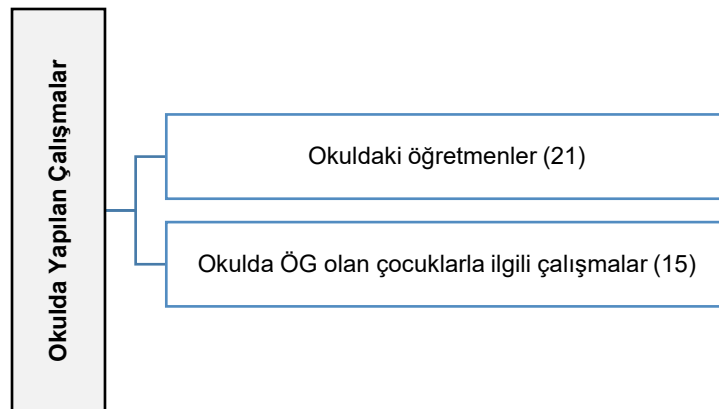 Okulda Yapılan Çalışmalar
Okuldaki öğretmenler (21)
Okulda ÖG olan çocuklarla ilgili çalışmalar (15)